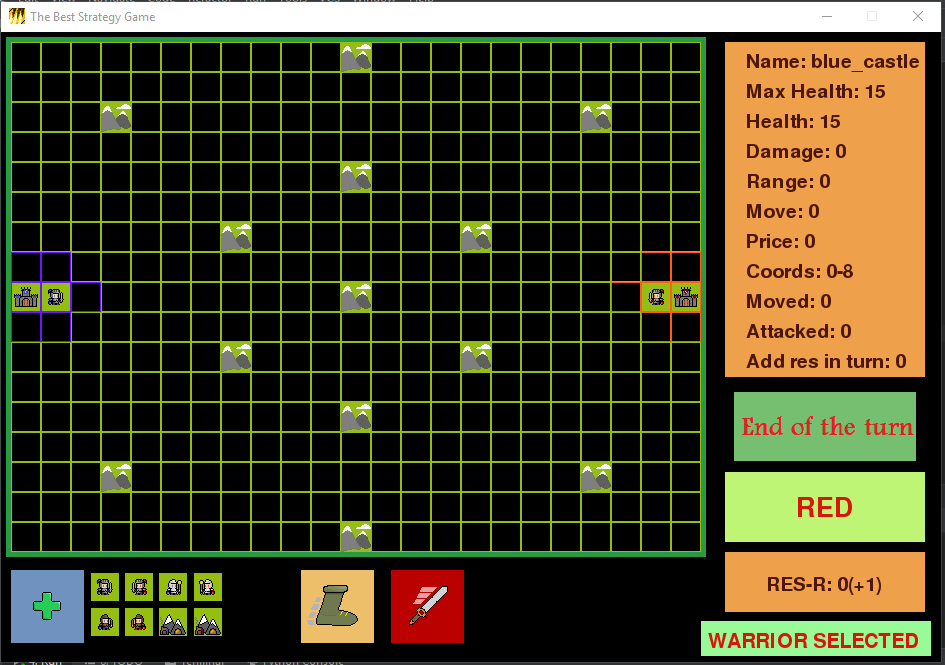 The Best Strategy Game
Name: blue_castle
Max Health: 15
Health: 15
Damage: 0
Range: 0
Move: 0
Price: 0
Coords: 0-8
Moved: 0
Attacked: 0
Add res in turn: 0
End of the turn
RED
RES-R: 0(+1)
WARRIOR SELECTED